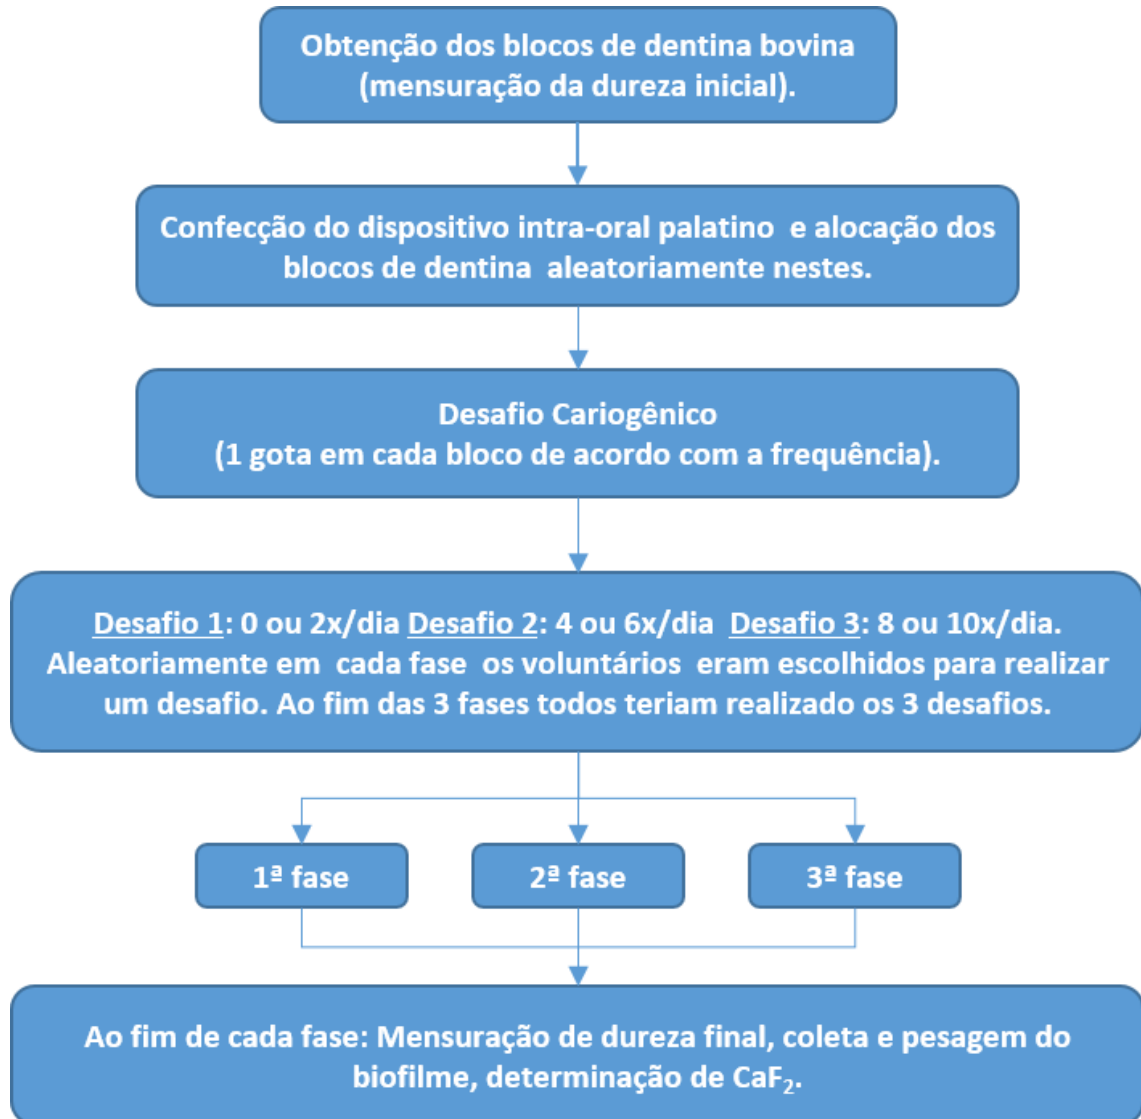 Obtenção dos blocos de dentina bovina
(mensuração da dureza inicial).
Confecção do dispositivo intra-oral palatino e alocação dos
blocos de dentina aleatoriamente nestes.
Desafio Cariogênico
(1 gota em cada bloco de acordo com a frequência).
Desafio 1: 0 ou 2x/dia Desafio 2: 4 ou 6x/dia Desafio 3: 8 ou 10x/dia.
Aleatoriamente em cada fase os voluntários eram escolhidos para realizar
um desafio. Ao fim das 3 fases todos teriam realizado os 3 desafios.
1ª fase
2ª fase
3ª fase
Ao fim de cada fase: Mensuração de dureza final, coleta e pesagem do
biofilme, determinação de CaF₂.